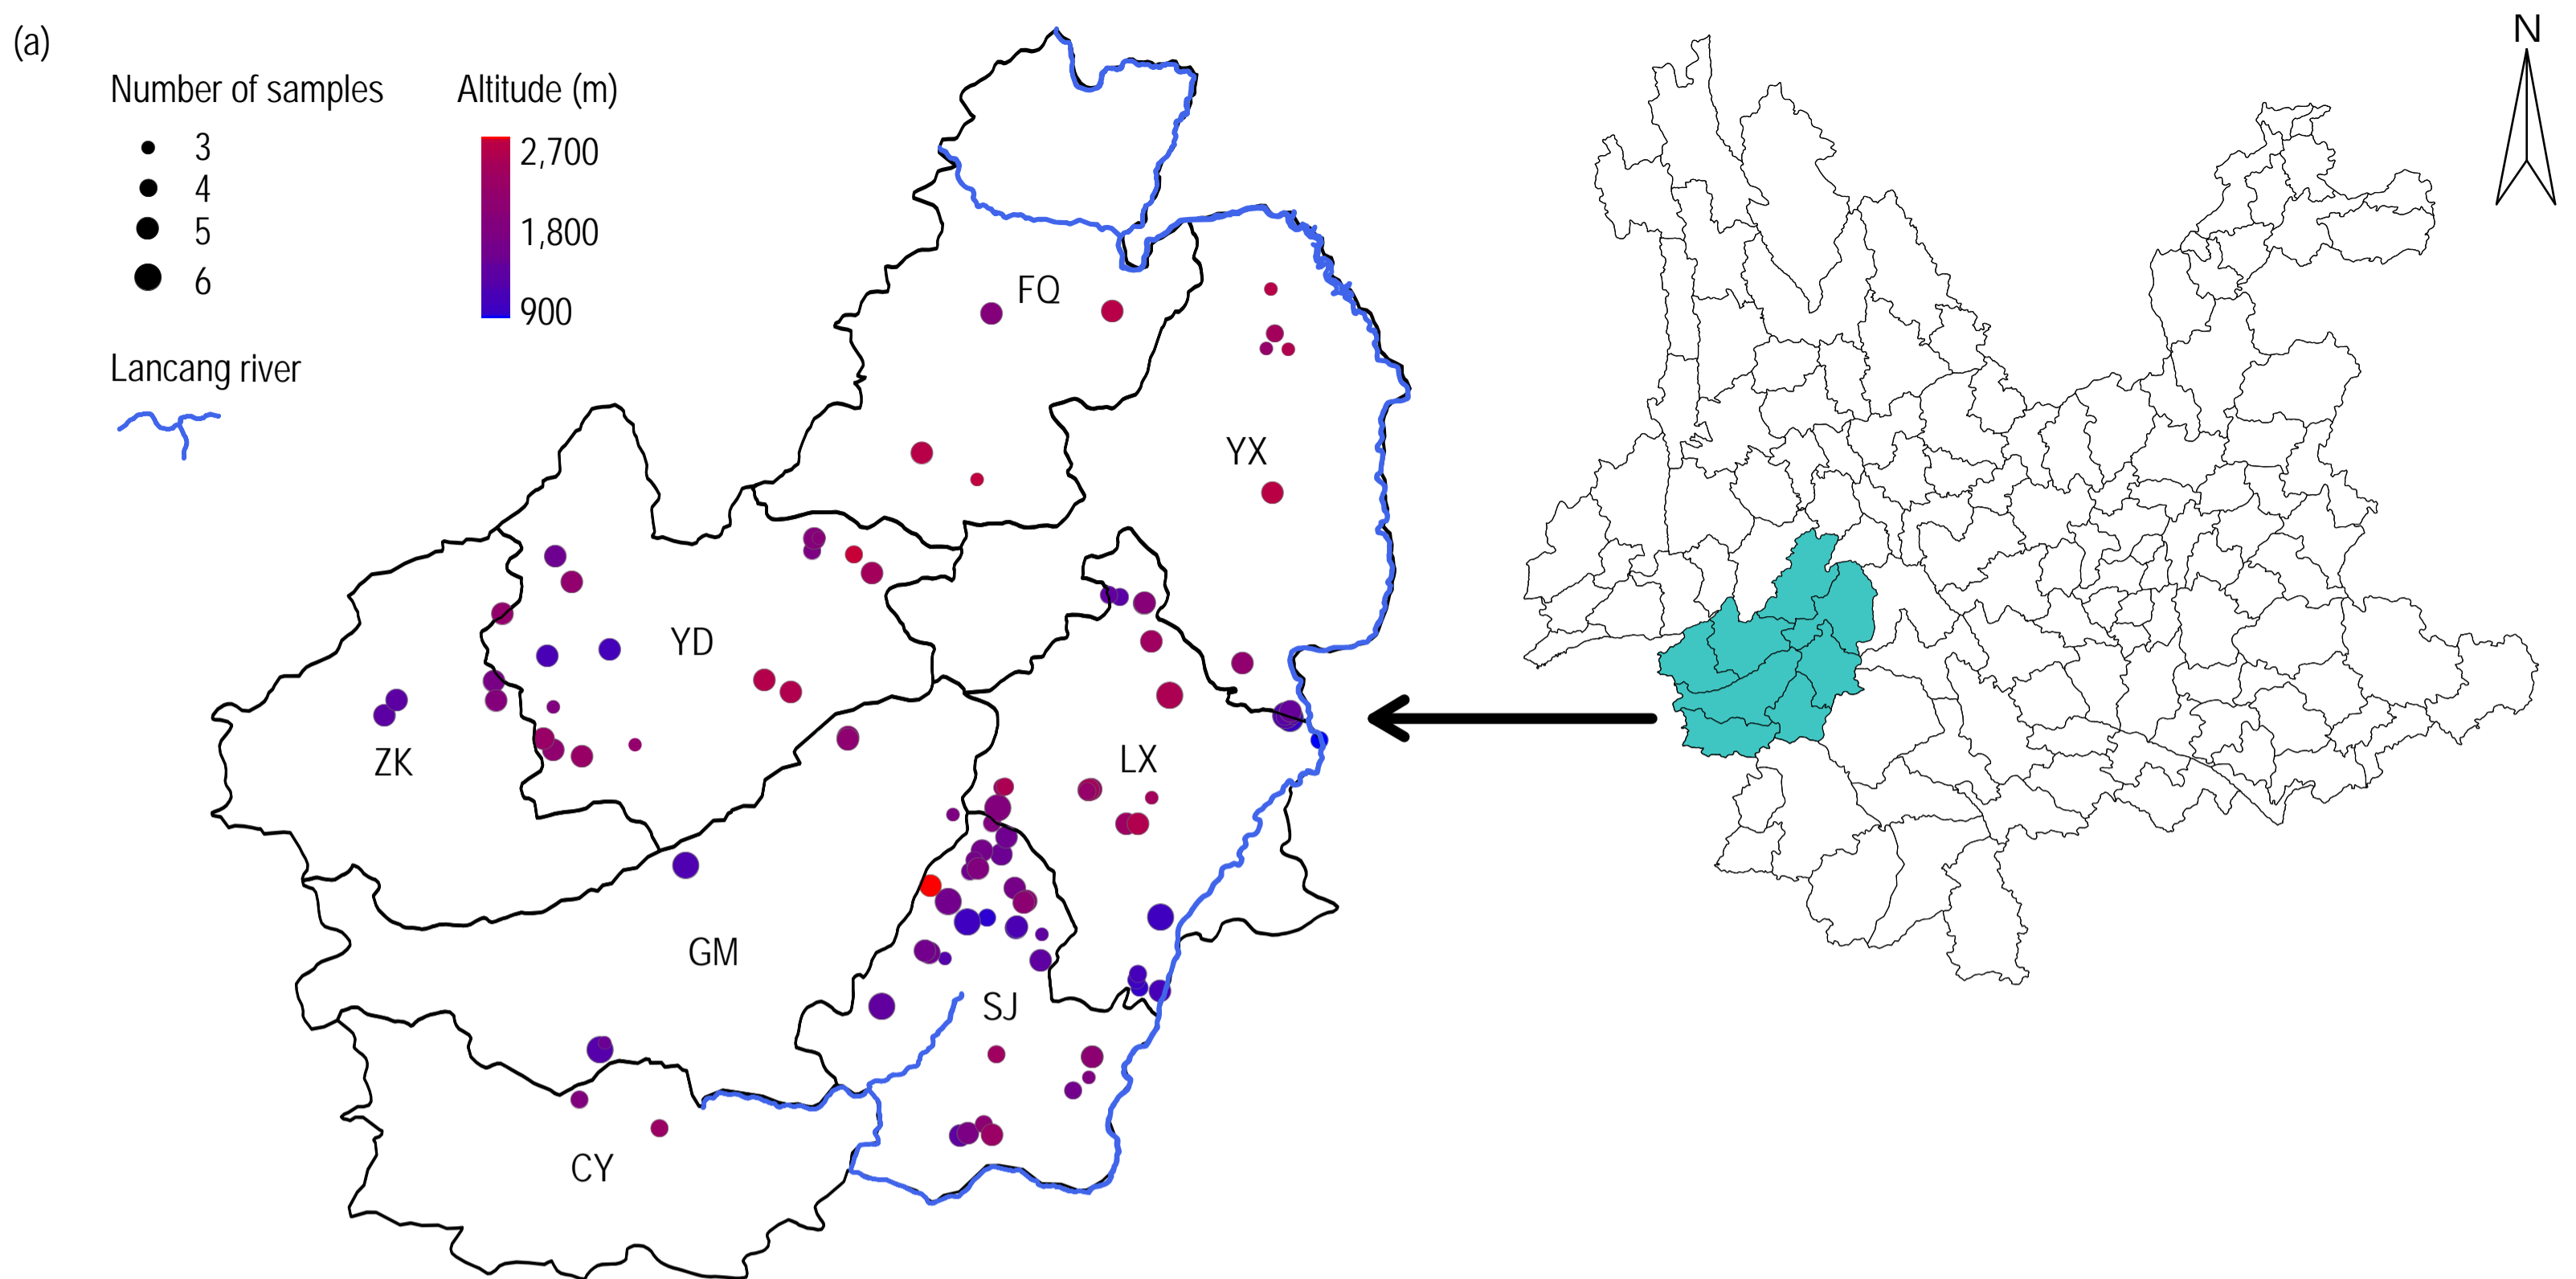 (a)
N
Number of samples
3
4
5
6
Altitude (m)
2,700
1,800
900
Lancang river
FQ
YX
YD
ZK
LX
GM
SJ
CY